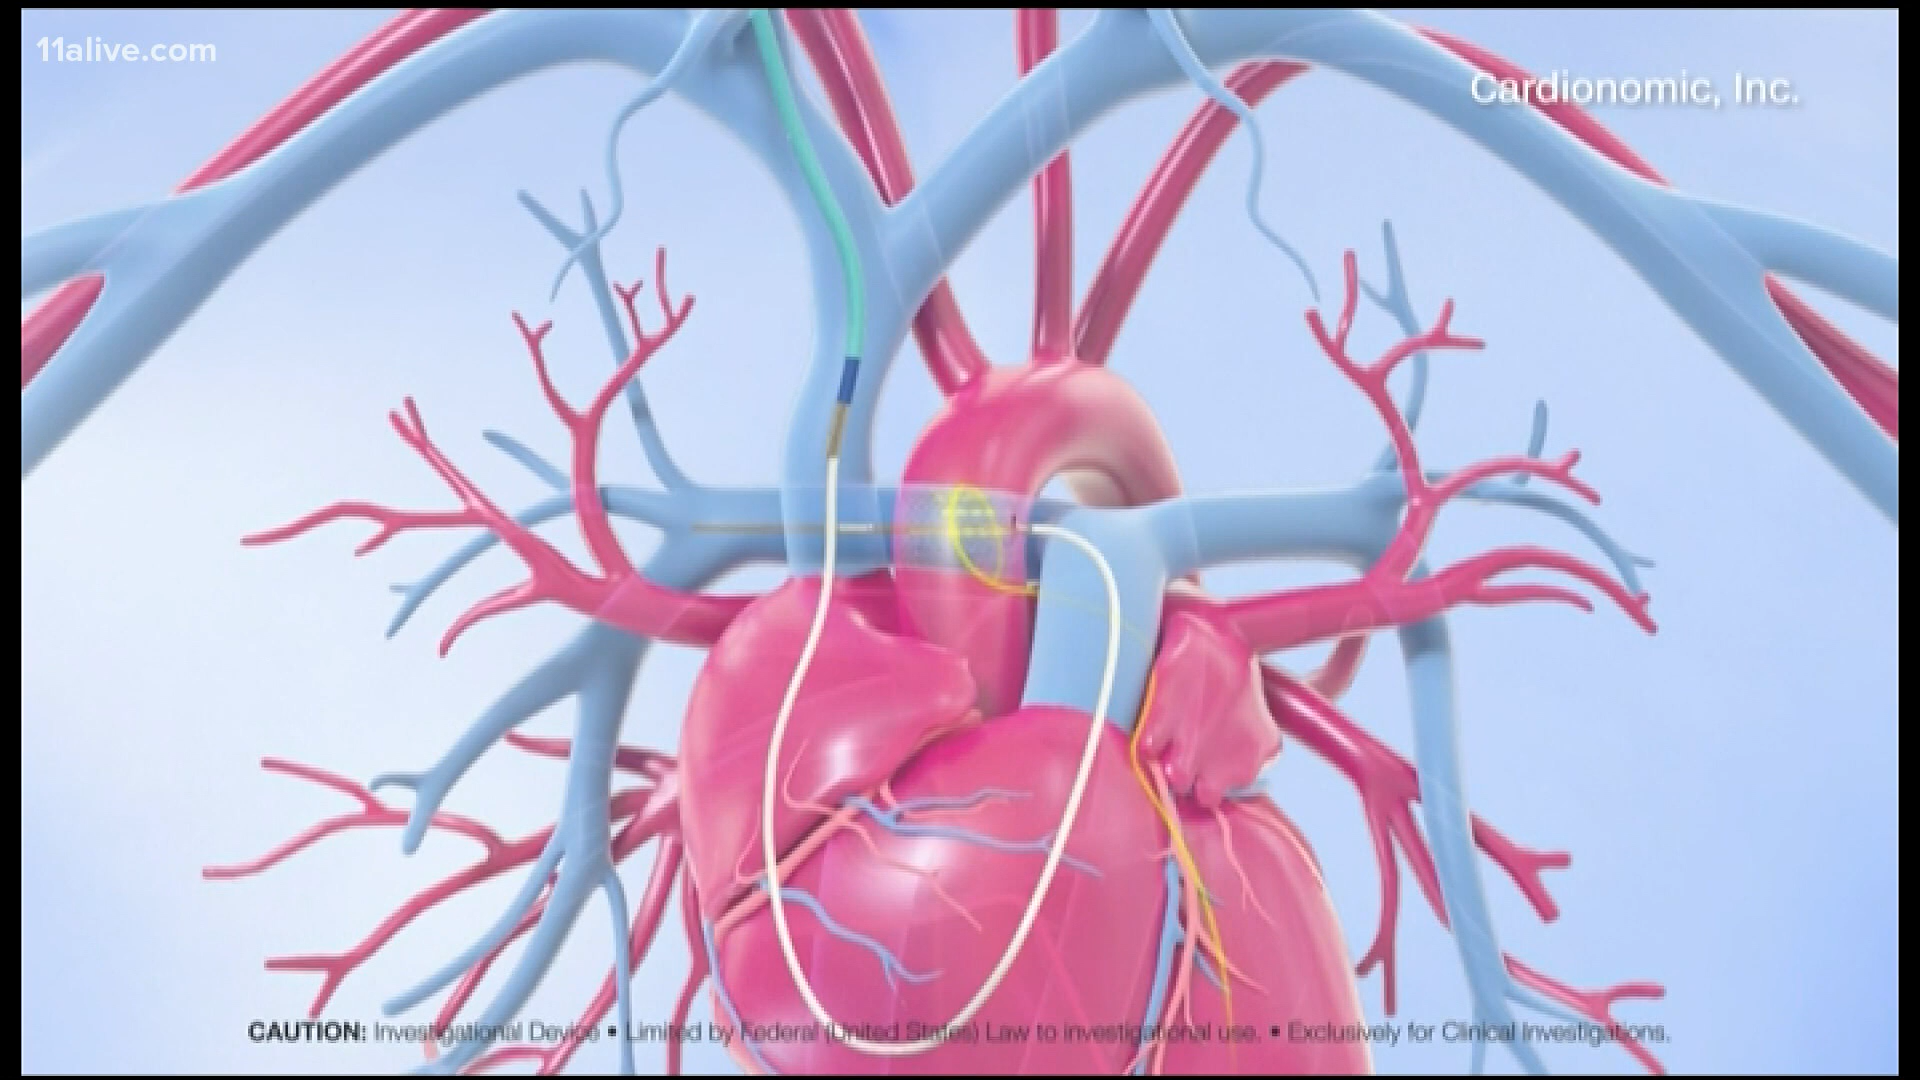 11alive.com
Cardionomic, Inc.
CAUTION: Investigational Device • Limited by Federal (United States) Law to investigational use. • Exclusively for Clinical Investigations.